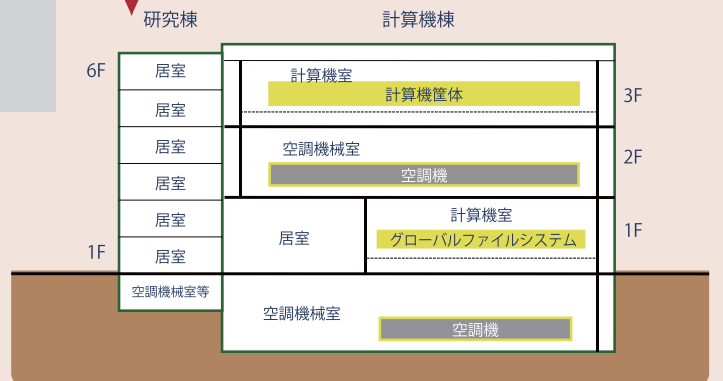 研究棟
計算機棟
6F
居室
居室
居室
居室
居室
1F
居室
空調機械室等
計算機室
計算機筐体
3F
空調機械室
空調機
2F
居室
計算機室
グローバルファイルシステム
1F
空調機械室
空調機